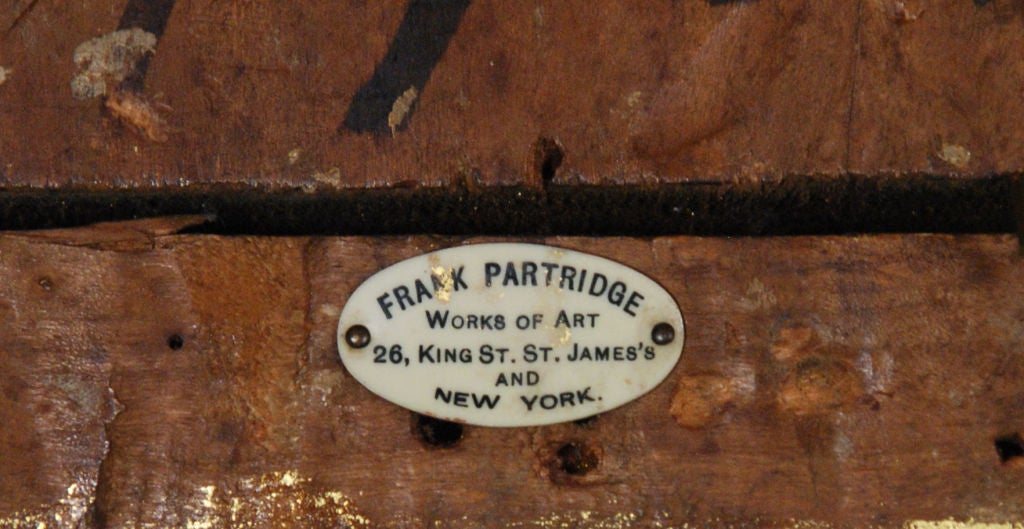 FRANK PARTRIDGE
WORKS OF ART
26, KING ST. ST. JAMES'S
AND
NEW YORK.